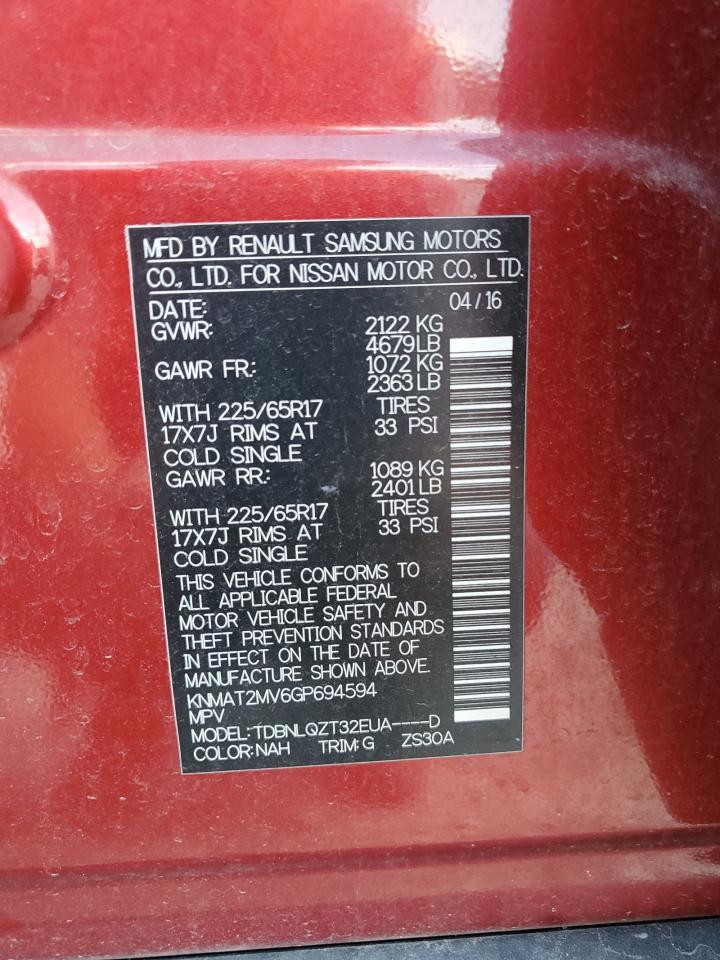 MFD BY RENAULT SAMSUNG MOTORS
CO., LTD. FOR NISSAN MOTOR CO., LTD.
DATE: 04/16
GVWR: 2122 KG
4679 LB
GAWR FR.: 1072 KG
2363 LB
WITH 225/65R17 TIRES
17X7J RIMS AT 33 PSI
COLD SINGLE
GAWR RR.: 1089 KG
2401 LB
WITH 225/65R17 TIRES
17X7J RIMS AT 33 PSI
COLD SINGLE
THIS VEHICLE CONFORMS TO
ALL APPLICABLE FEDERAL
MOTOR VEHICLE SAFETY AND
THEFT PREVENTION STANDARDS
IN EFFECT ON THE DATE OF
MANUFACTURE SHOWN ABOVE.
KNMAT2MV6GP694594
MPV
MODEL: TDBNLQZT32EUA----D
COLOR: NAH TRIM: G ZS30A